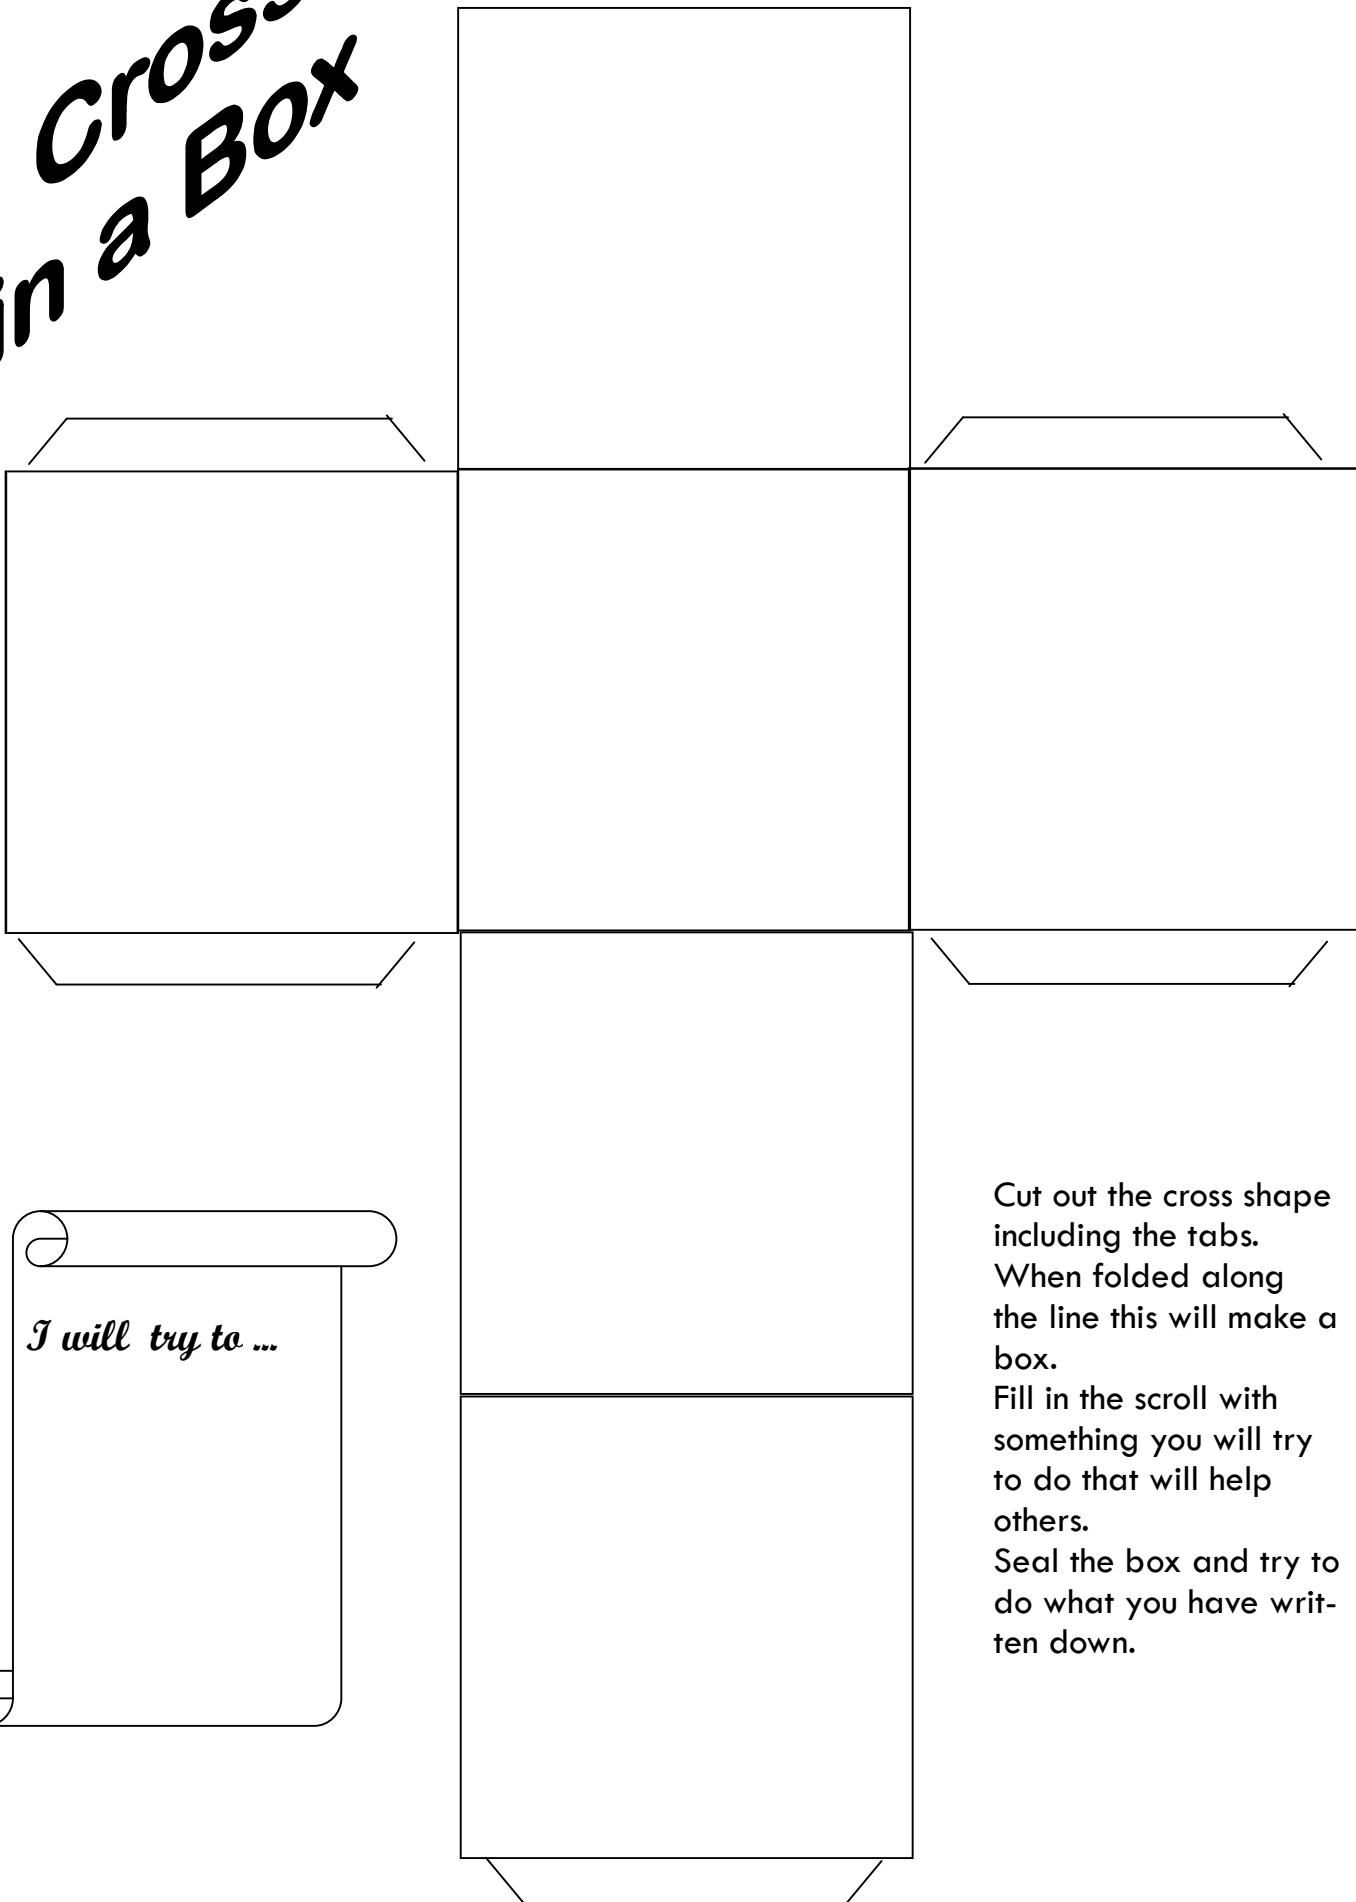 Cross
in a Box
I will try to ...
Cut out the cross shape
including the tabs.
When folded along
the line this will make a
box.
Fill in the scroll with
something you will try
to do that will help
others.
Seal the box and try to
do what you have writ-
ten down.